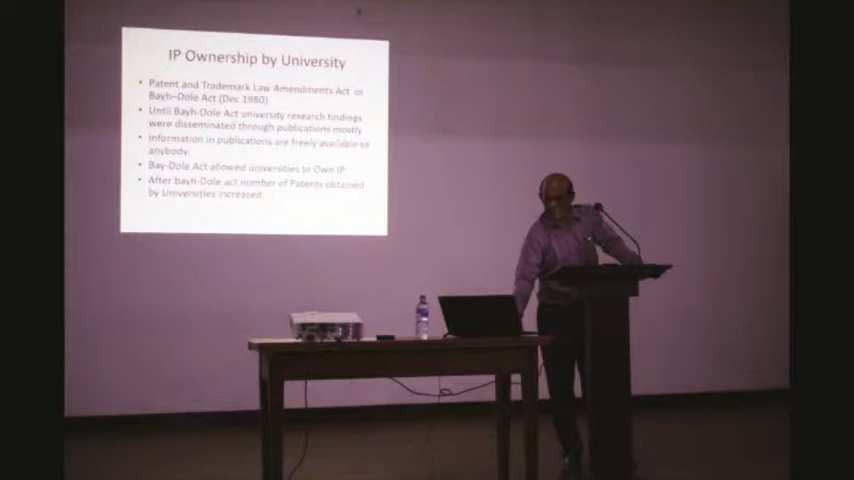 IP Ownership by University
• Patent and Trademark Law Amendments Act or
Bayh–Dole Act (Dec 1980)
• Until Bayh-Dole Act university research findings
were disseminated through publications mostly
• Information in publications are freely available to
anybody.
• Bay-Dole Act allowed universities to Own IP
• After bayh-Dole act number of Patents obtained
by Universities increased